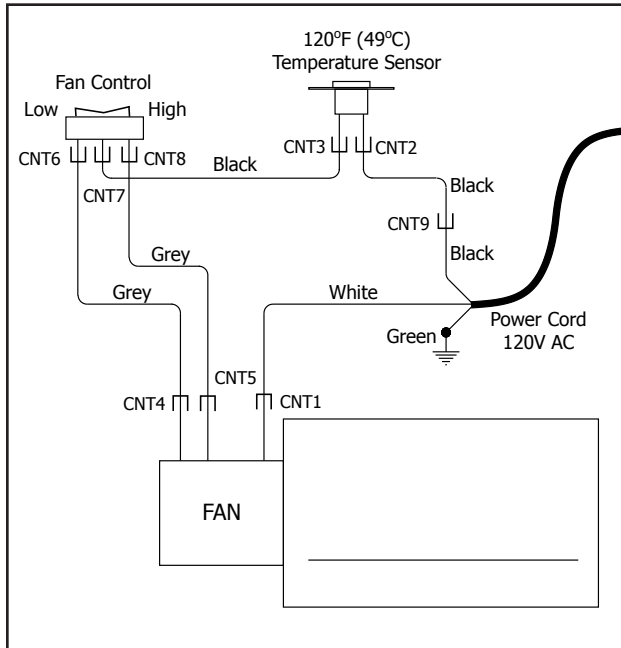 120°F (49°C)
Temperature Sensor
Fan Control
Low High
CNT6 CNT8 CNT3 CNT2
Black
CNT7
Black
CNT9
Grey Black
Grey White
Power Cord
120V AC
Green
CNT5
CNT4 CNT1
FAN